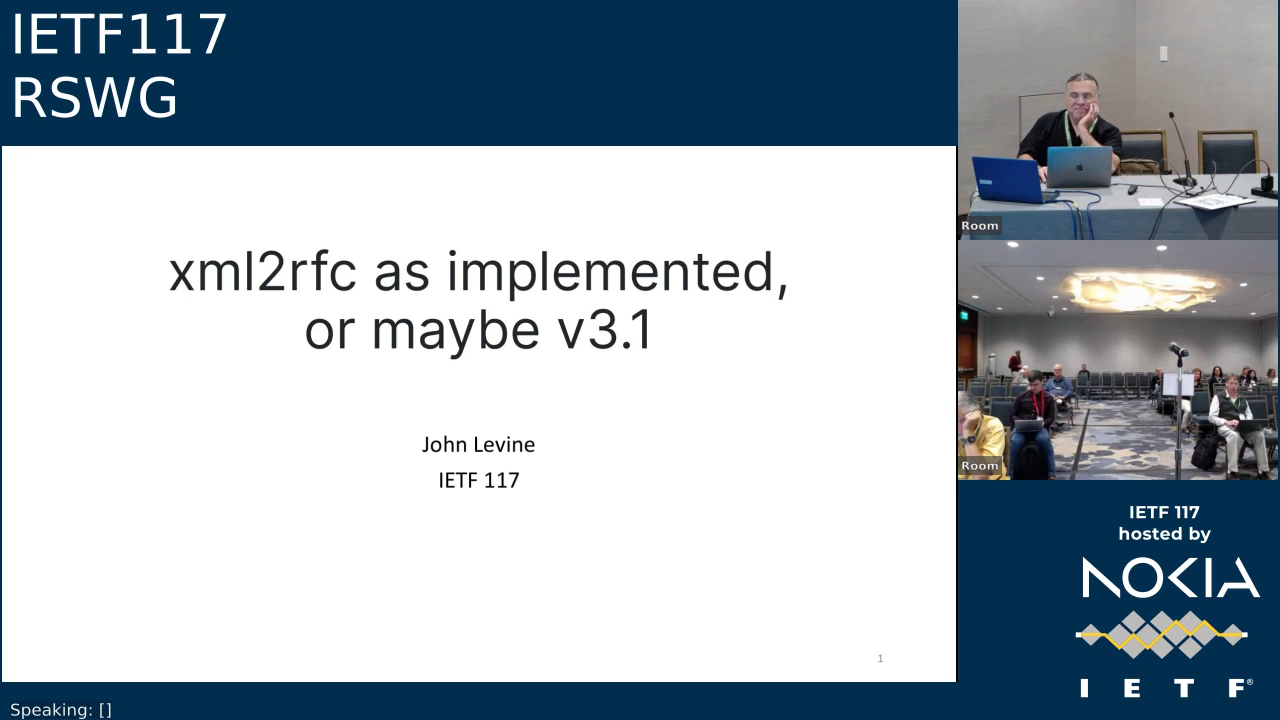 IETF117
RSWG
xml2rfc as implemented,
or maybe v3.1
John Levine
IETF 117
1
Speaking: []
Room
Room
IETF 117
hosted by
NOKIA
I E T F®